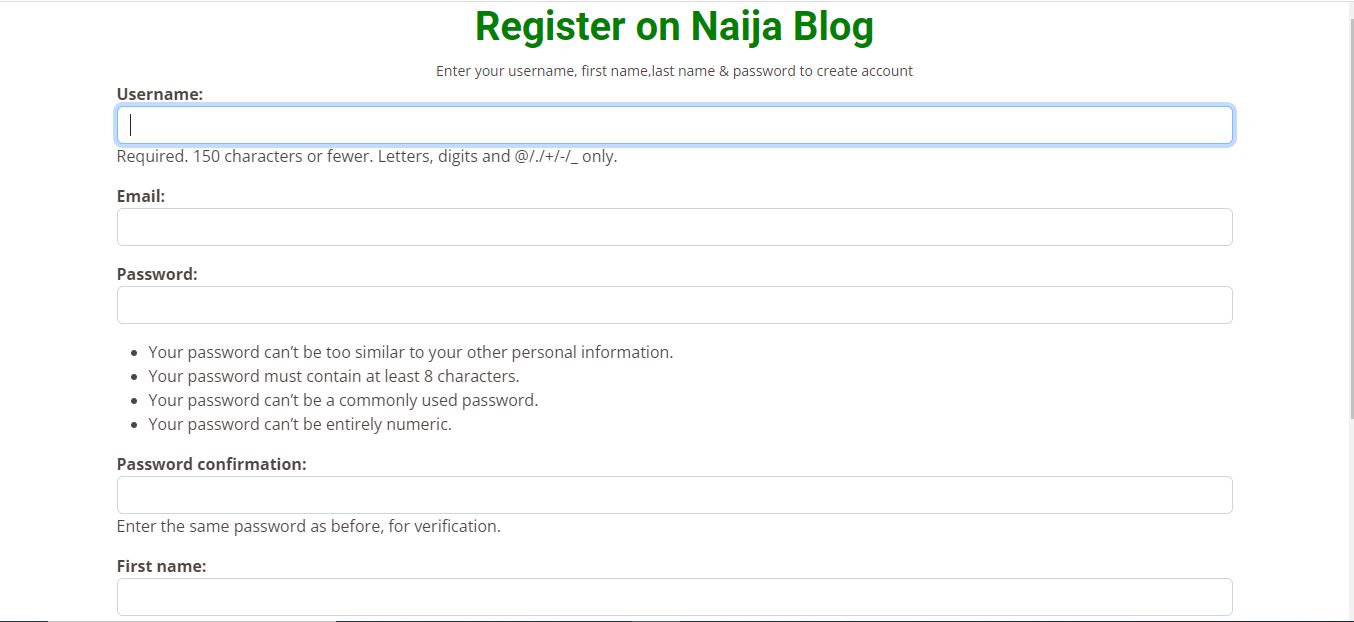 Register on Naija Blog
Enter your username, first name,last name & password to create account
Username:
Required. 150 characters or fewer. Letters, digits and @/./+/-/_ only.
Email:
Password:
Your password can’t be too similar to your other personal information.
Your password must contain at least 8 characters.
Your password can’t be a commonly used password.
Your password can’t be entirely numeric.
Password confirmation:
Enter the same password as before, for verification.
First name: